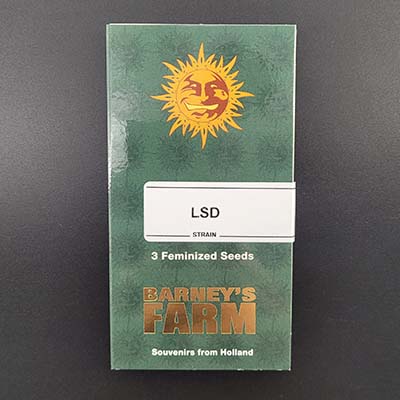 LSD
STRAIN
3 Feminized Seeds
BARNEY'S
FARM
Souvenirs from Holland